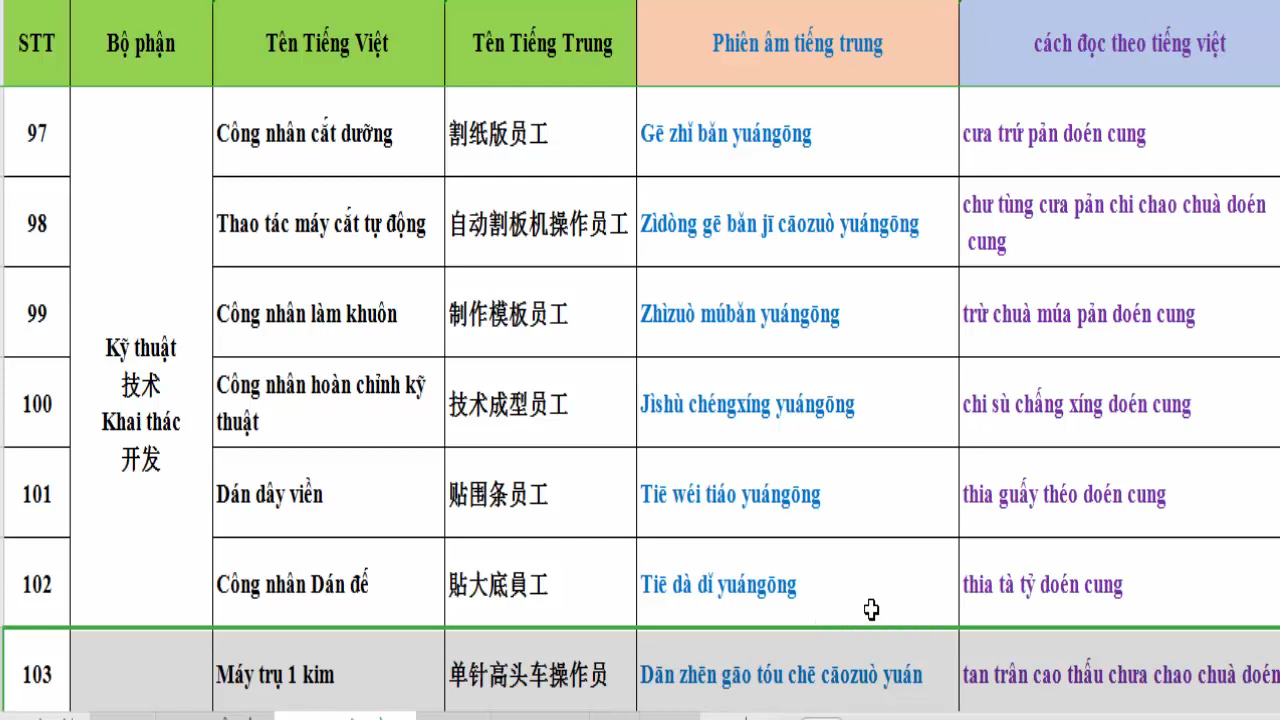 STT Bộ phận Tên Tiếng Việt Tên Tiếng Trung Phiên âm tiếng trung cách đọc theo tiếng việt
97 Công nhân cắt dưỡng 割纸版员工 Gē zhǐ bǎn yuángōng cưa trứ pản doén cung
98 Thao tác máy cắt tự động 自动割板机操作员工 Zìdòng gē bǎn jī cāozuò yuángōng chư tùng cưa pản chi chao chuà doén
cung
99 Công nhân làm khuôn 制作模板员工 Zhìzuò múbǎn yuángōng trừ chuà múa pản doén cung
Kỹ thuật
技术
Khai thác
开发
100 Công nhân hoàn chỉnh kỹ
thuật 技术成型员工 Jìshù chéngxíng yuángōng chi sù chấng xíng doén cung
101 Dán dây viền 贴围条员工 Tiē wéi tiáo yuángōng thia guấy théo doén cung
102 Công nhân Dán đế 貼大底員工 Tiē dà dǐ yuángōng thia tà tỷ doén cung
103 Máy trụ 1 kim 单针高头车操作员 Dān zhēn gāo tóu chē cāozuò yuán tan trân cao thấu chưa chao chuà doén